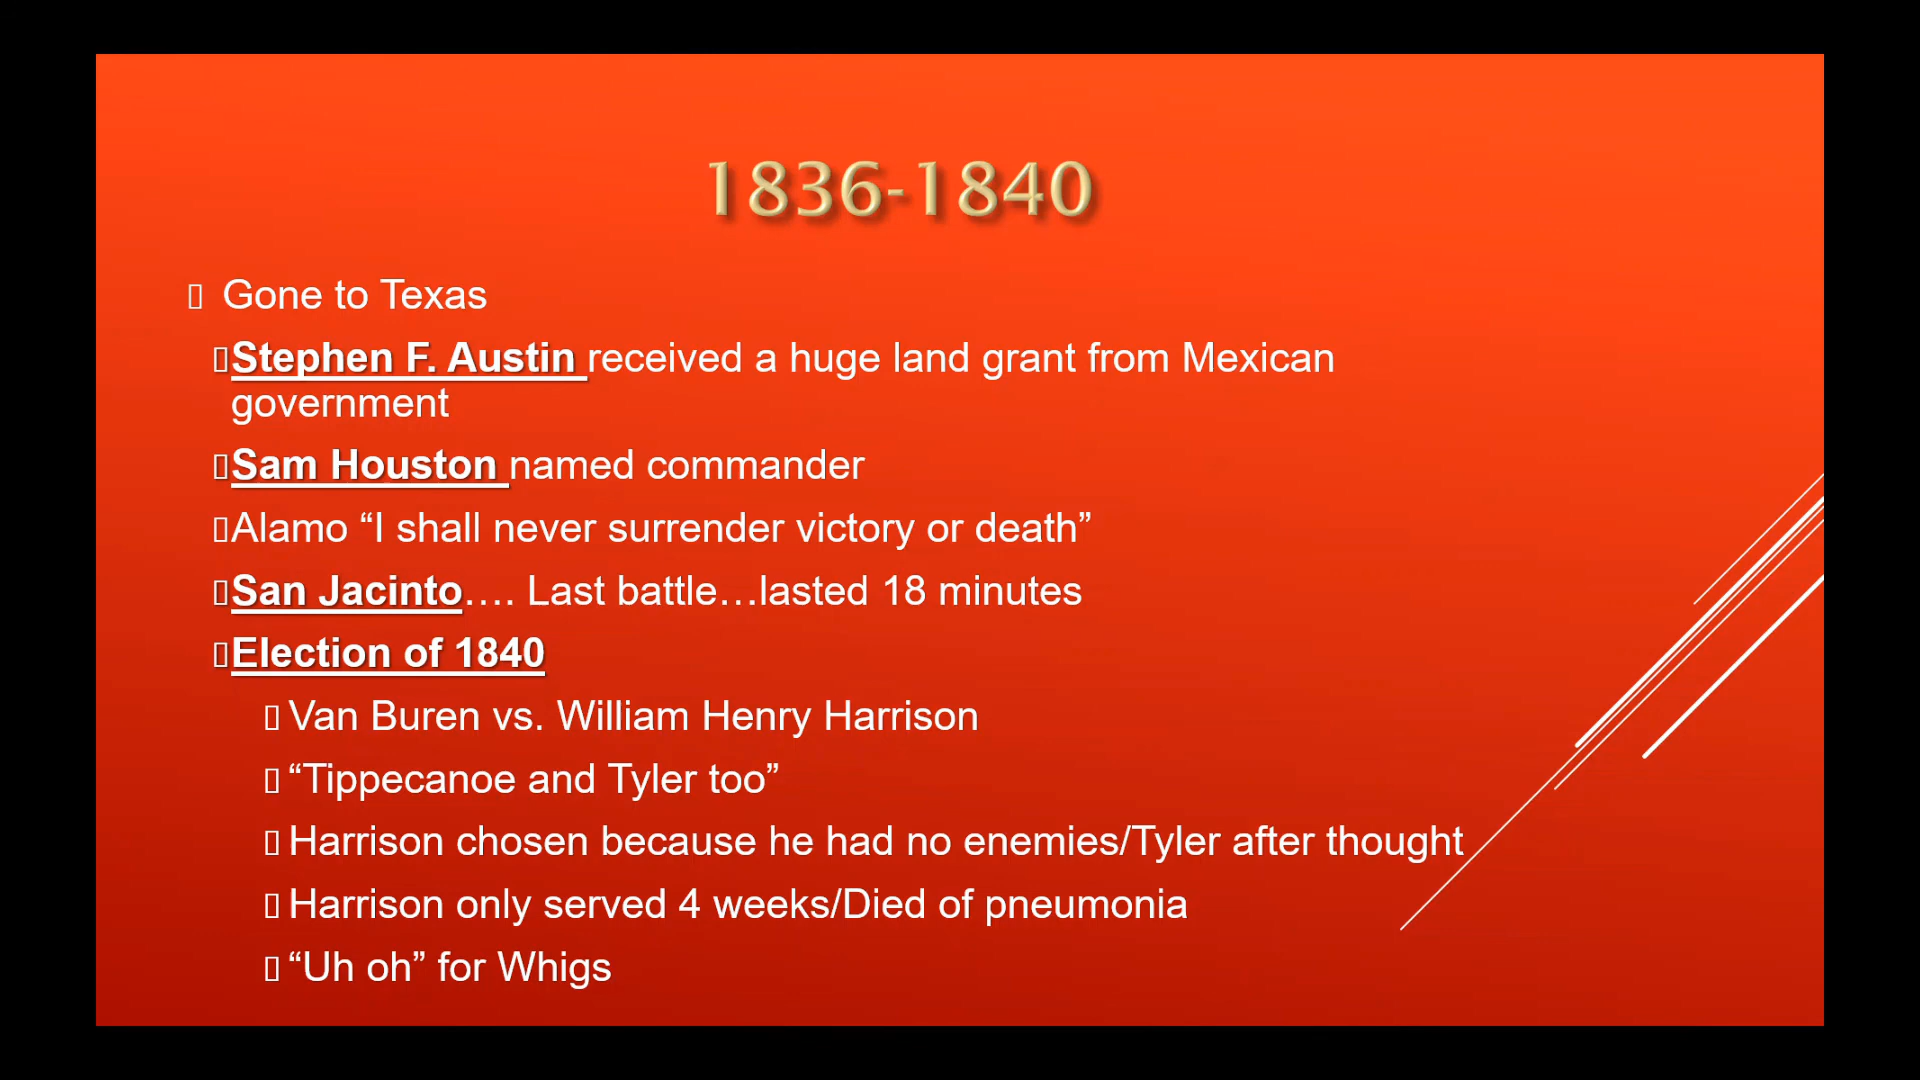 1836-1840
Gone to Texas
Stephen F. Austin received a huge land grant from Mexican
government
Sam Houston named commander
Alamo “I shall never surrender victory or death”
San Jacinto…. Last battle…lasted 18 minutes
Election of 1840
Van Buren vs. William Henry Harrison
“Tippecanoe and Tyler too”
Harrison chosen because he had no enemies/Tyler after thought
Harrison only served 4 weeks/Died of pneumonia
“Uh oh” for Whigs